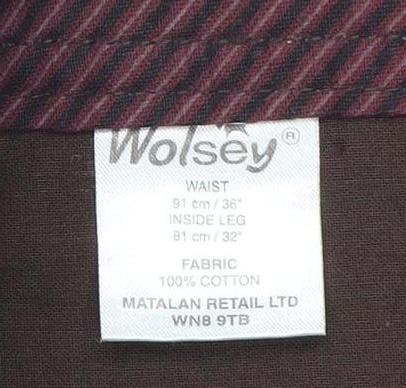 Wolsey ®
WAIST
91 cm / 36"
INSIDE LEG
81 cm / 32"
FABRIC
100% COTTON
MATALAN RETAIL LTD
WN8 9TB